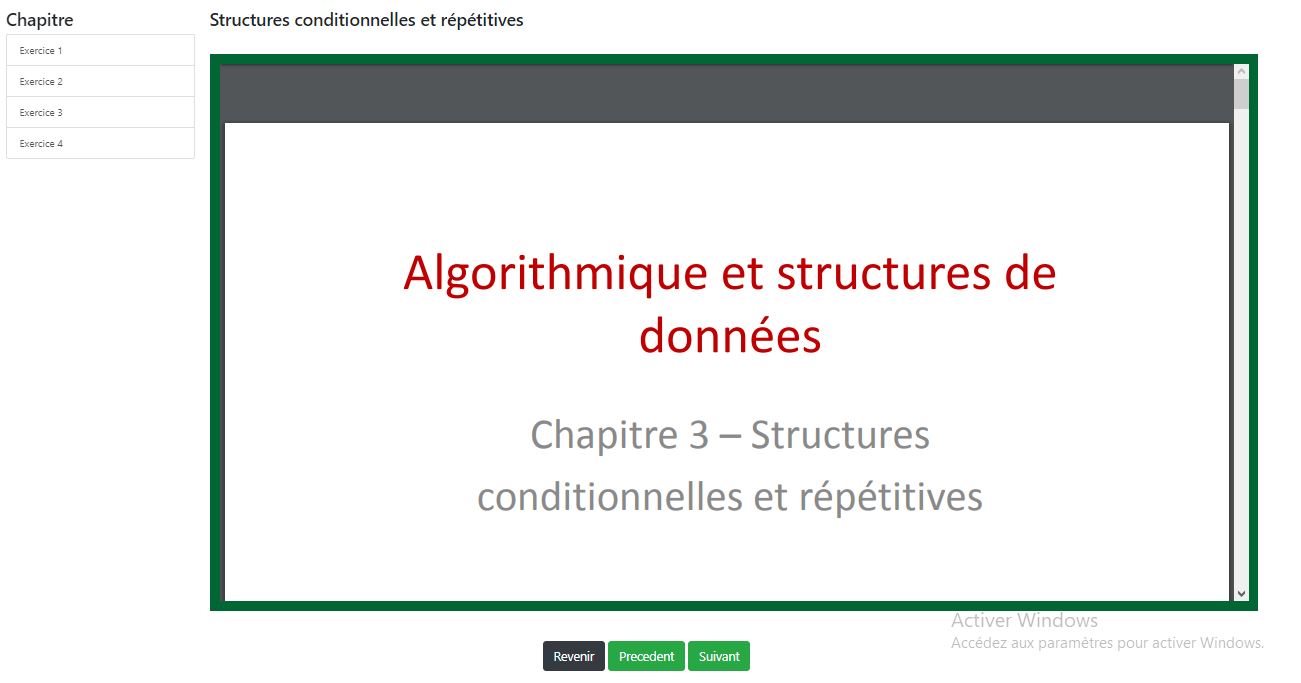 Chapitre
Exercice 1
Exercice 2
Exercice 3
Exercice 4
Structures conditionnelles et répétitives
Algorithmique et structures de
données
Chapitre 3 – Structures
conditionnelles et répétitives
Activer Windows
Accédez aux paramètres pour activer Windows.
Revenir
Precedent
Suivant